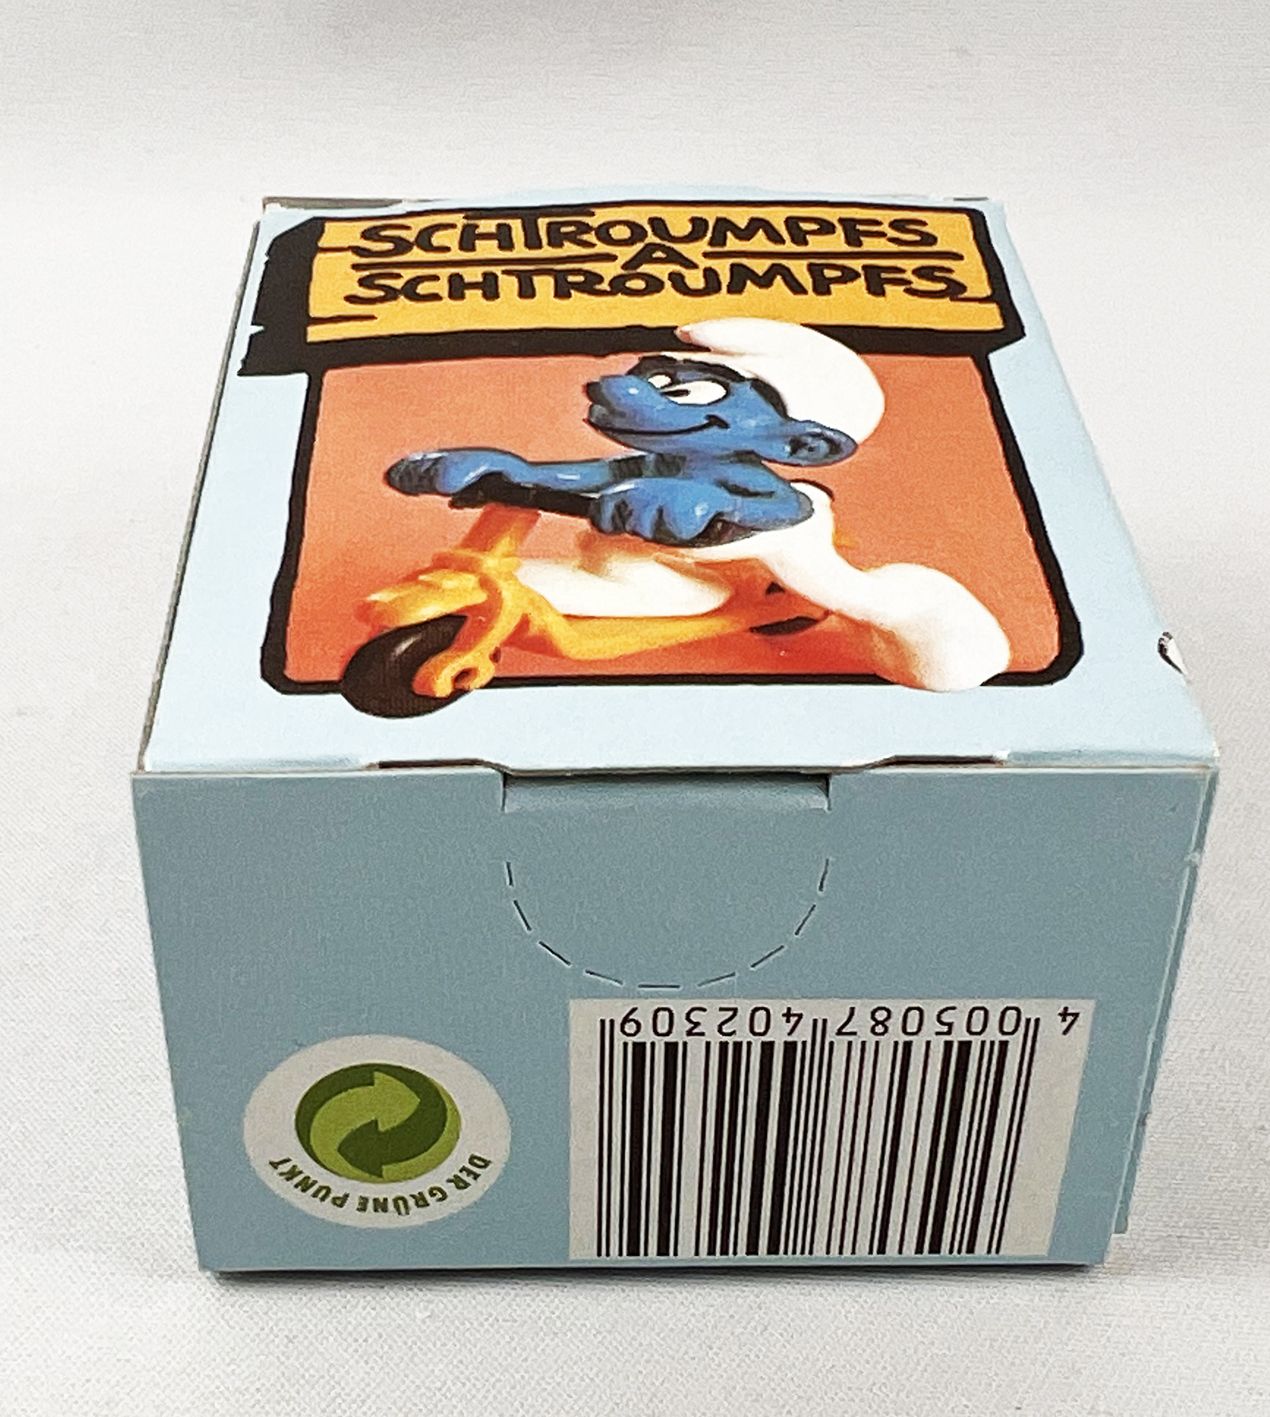 SCHTROUMPFS
A
SCHTROUMPFS
4 005087 402309
DER GRÜNE PUNKT